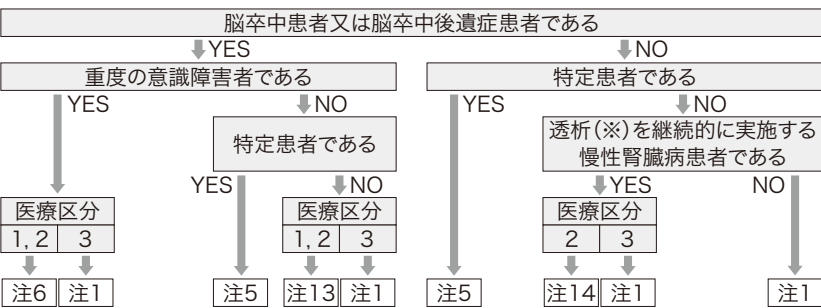 脳卒中患者又は脳卒中後遺症患者である
YES NO
重度の意識障害者である 特定患者である
YES NO YES NO
特定患者である
透析(※)を継続的に実施する
慢性腎臓病患者である
YES NO YES NO
医療区分 医療区分 医療区分
1, 2 3 1, 2 3 2 3
注6 注1 注5 注13 注1 注5 注14 注1 注1